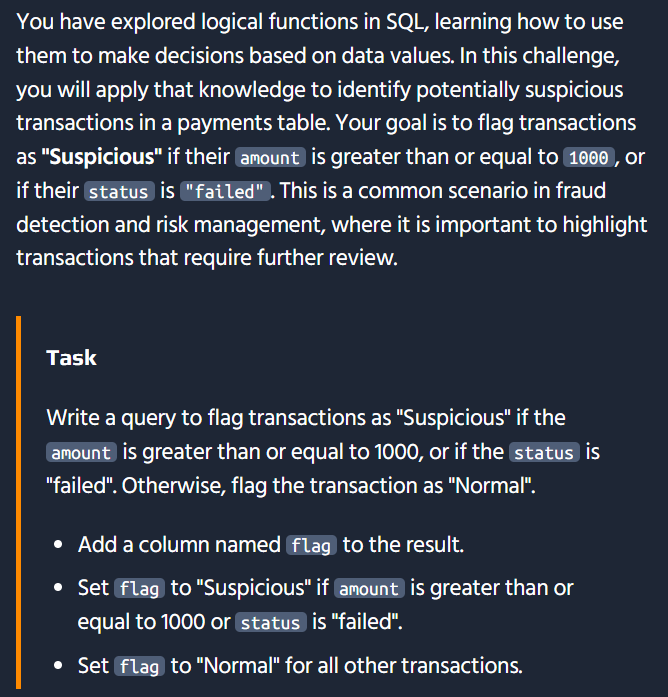 You have explored logical functions in SQL, learning how to use
them to make decisions based on data values. In this challenge,
you will apply that knowledge to identify potentially suspicious
transactions in a payments table. Your goal is to flag transactions
as "Suspicious" if their amount is greater than or equal to 1000, or
if their status is "failed". This is a common scenario in fraud
detection and risk management, where it is important to highlight
transactions that require further review.
Task
Write a query to flag transactions as "Suspicious" if the
amount is greater than or equal to 1000, or if the status is
"failed". Otherwise, flag the transaction as "Normal".
• Add a column named flag to the result.
• Set flag to "Suspicious" if amount is greater than or
equal to 1000 or status is "failed".
• Set flag to "Normal" for all other transactions.